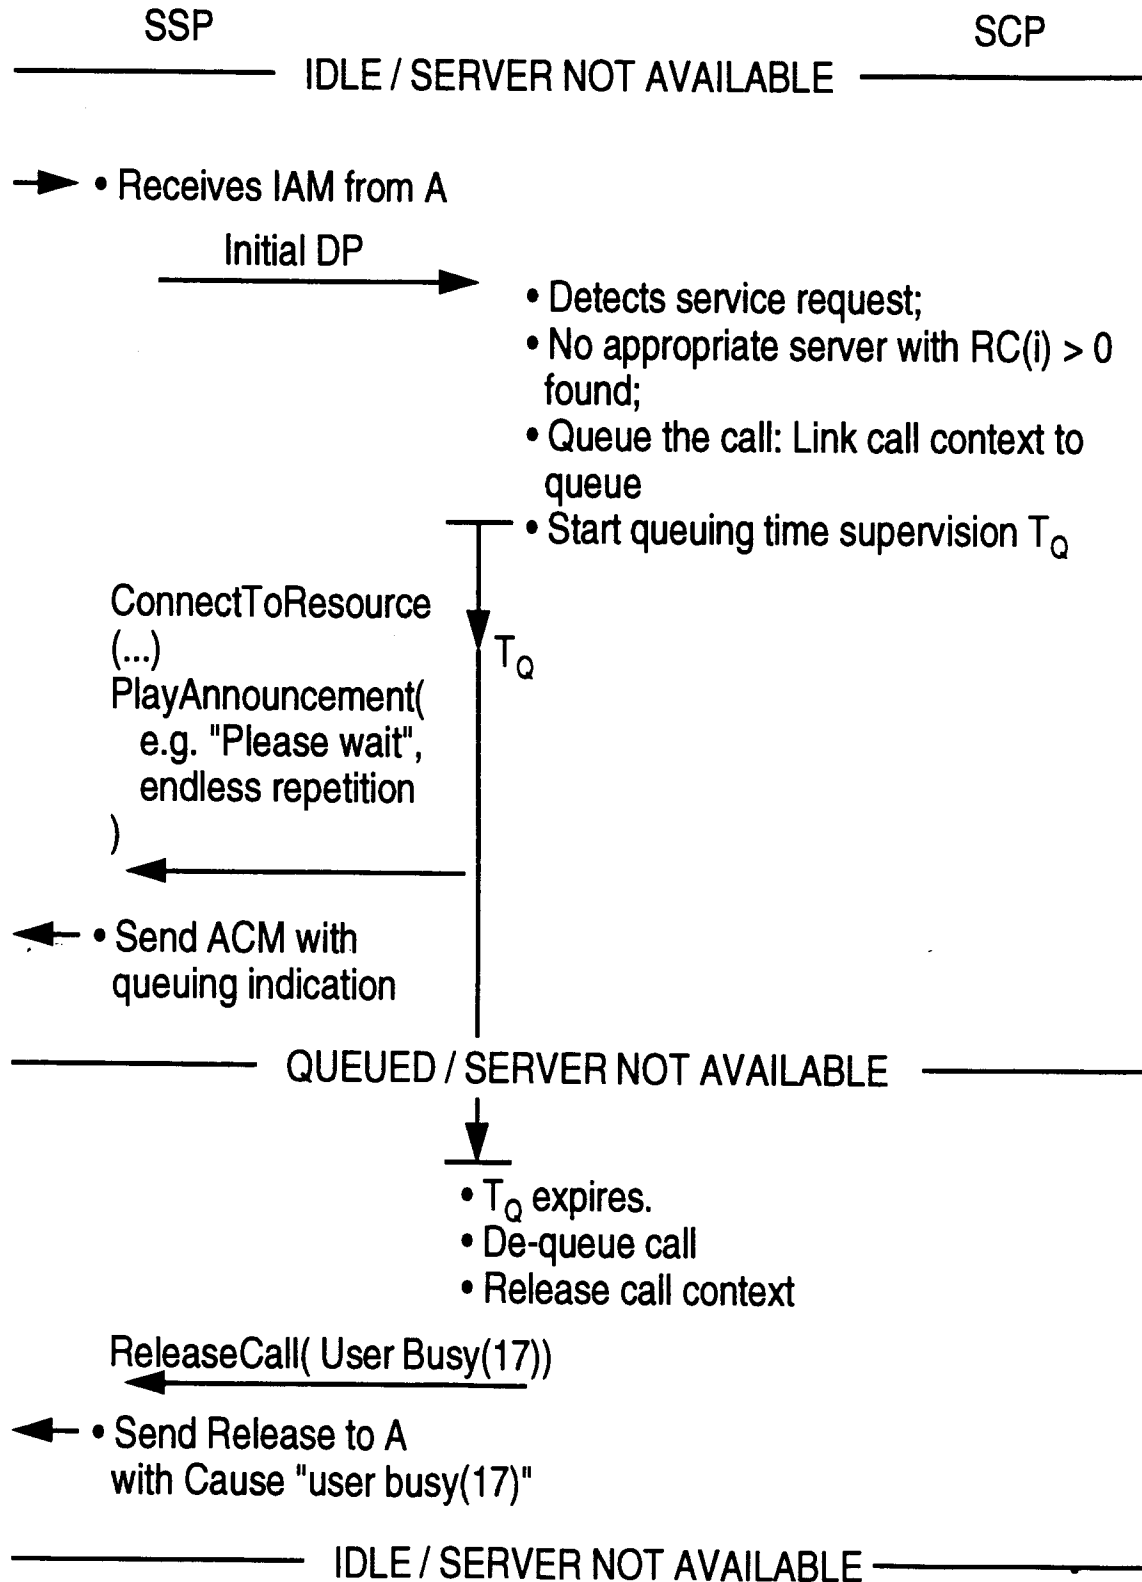 SSP
SCP
IDLE / SERVER NOT AVAILABLE
• Receives IAM from A
Initial DP
• Detects service request;
• No appropriate server with RC(i) > 0
found;
• Queue the call: Link call context to
queue
• Start queuing time supervision TQ
ConnectToResource
(...)
TQ
PlayAnnouncement(
e.g. "Please wait",
endless repetition
)
• Send ACM with
queuing indication
QUEUED / SERVER NOT AVAILABLE
• TQ expires.
• De-queue call
• Release call context
ReleaseCall( User Busy(17))
• Send Release to A
with Cause "user busy(17)"
IDLE / SERVER NOT AVAILABLE